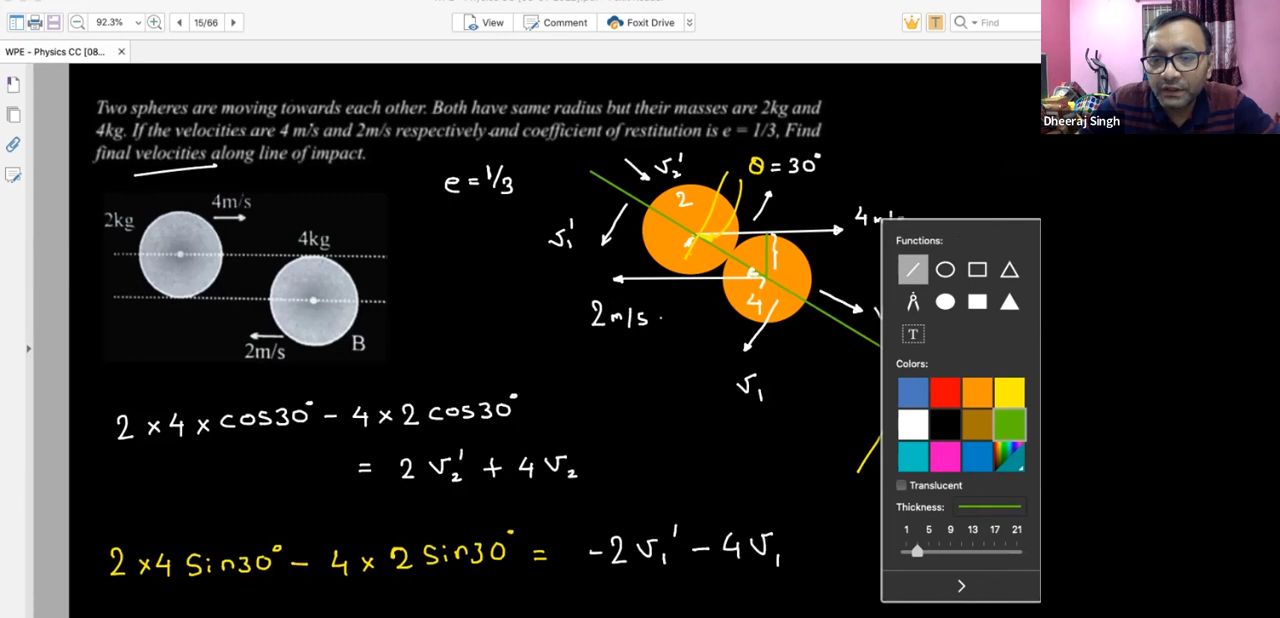 92.3%
15/66
View
Comment
Foxit Drive
T
Find
WPE - Physics CC [08...
Dheeraj Singh
Two spheres are moving towards each other. Both have same radius but their masses are 2kg and
4kg. If the velocities are 4 m/s and 2m/s respectively and coefficient of restitution is e = 1/3, Find
final velocities along line of impact.
2kg
4m/s
4kg
2m/s
B
e = 1/3
v₂'
θ = 30°
2
v₁'
4 m/s
2m/s.
4
v₁
2 × 4 × cos30° - 4 × 2 cos30°
= 2 v₂' + 4 v₂
2 × 4 Sin30° - 4 × 2 Sin30° = -2 v₁' - 4 v₁
Functions:
T
Colors:
Translucent
Thickness:
1 5 9 13 17 21